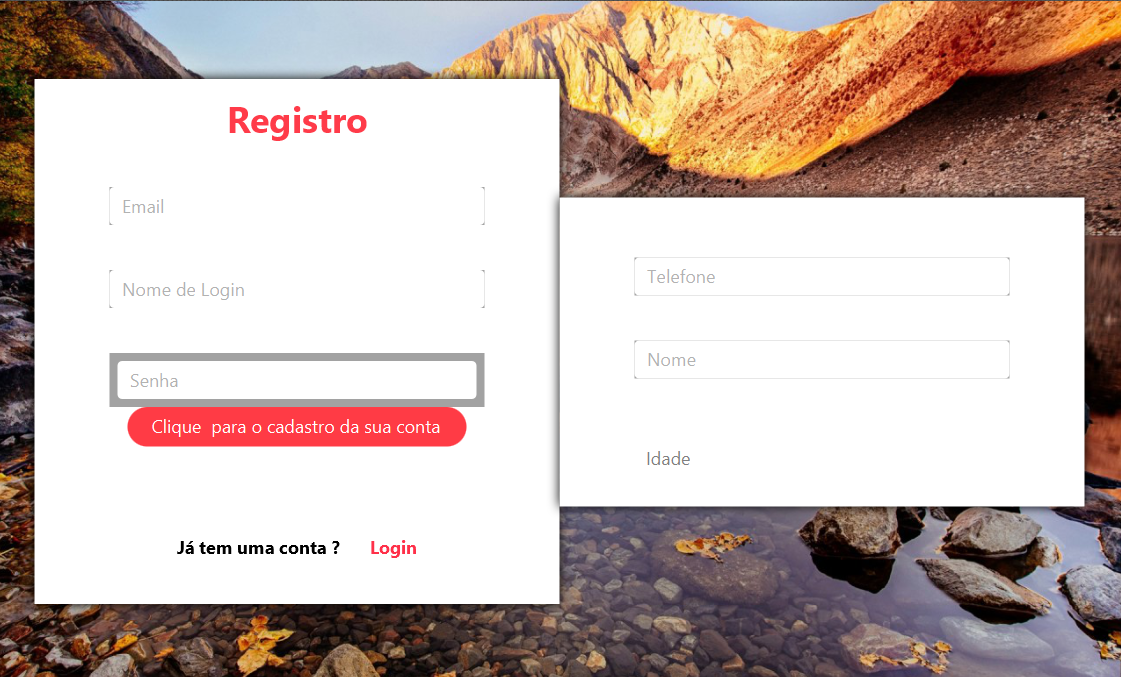 Registro
Email
Nome de Login
Senha
Clique  para o cadastro da sua conta
Já tem uma conta ? Login
Telefone
Nome
Idade